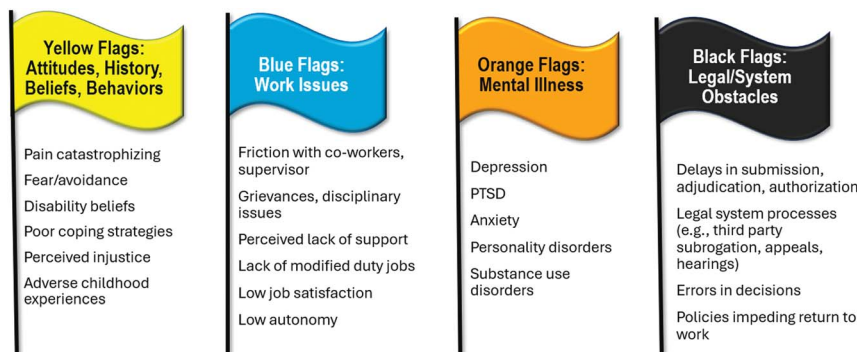 Yellow Flags:
Attitudes, History,
Beliefs, Behaviors
Pain catastrophizing
Fear/avoidance
Disability beliefs
Poor coping strategies
Perceived injustice
Adverse childhood
experiences
Blue Flags:
Work Issues
Friction with co-workers,
supervisor
Grievances, disciplinary
issues
Perceived lack of support
Lack of modified duty jobs
Low job satisfaction
Low autonomy
Orange Flags:
Mental Illness
Depression
PTSD
Anxiety
Personality disorders
Substance use
disorders
Black Flags:
Legal/System
Obstacles
Delays in submission,
adjudication, authorization
Legal system processes
(e.g., third party
subrogation, appeals,
hearings)
Errors in decisions
Policies impeding return to
work